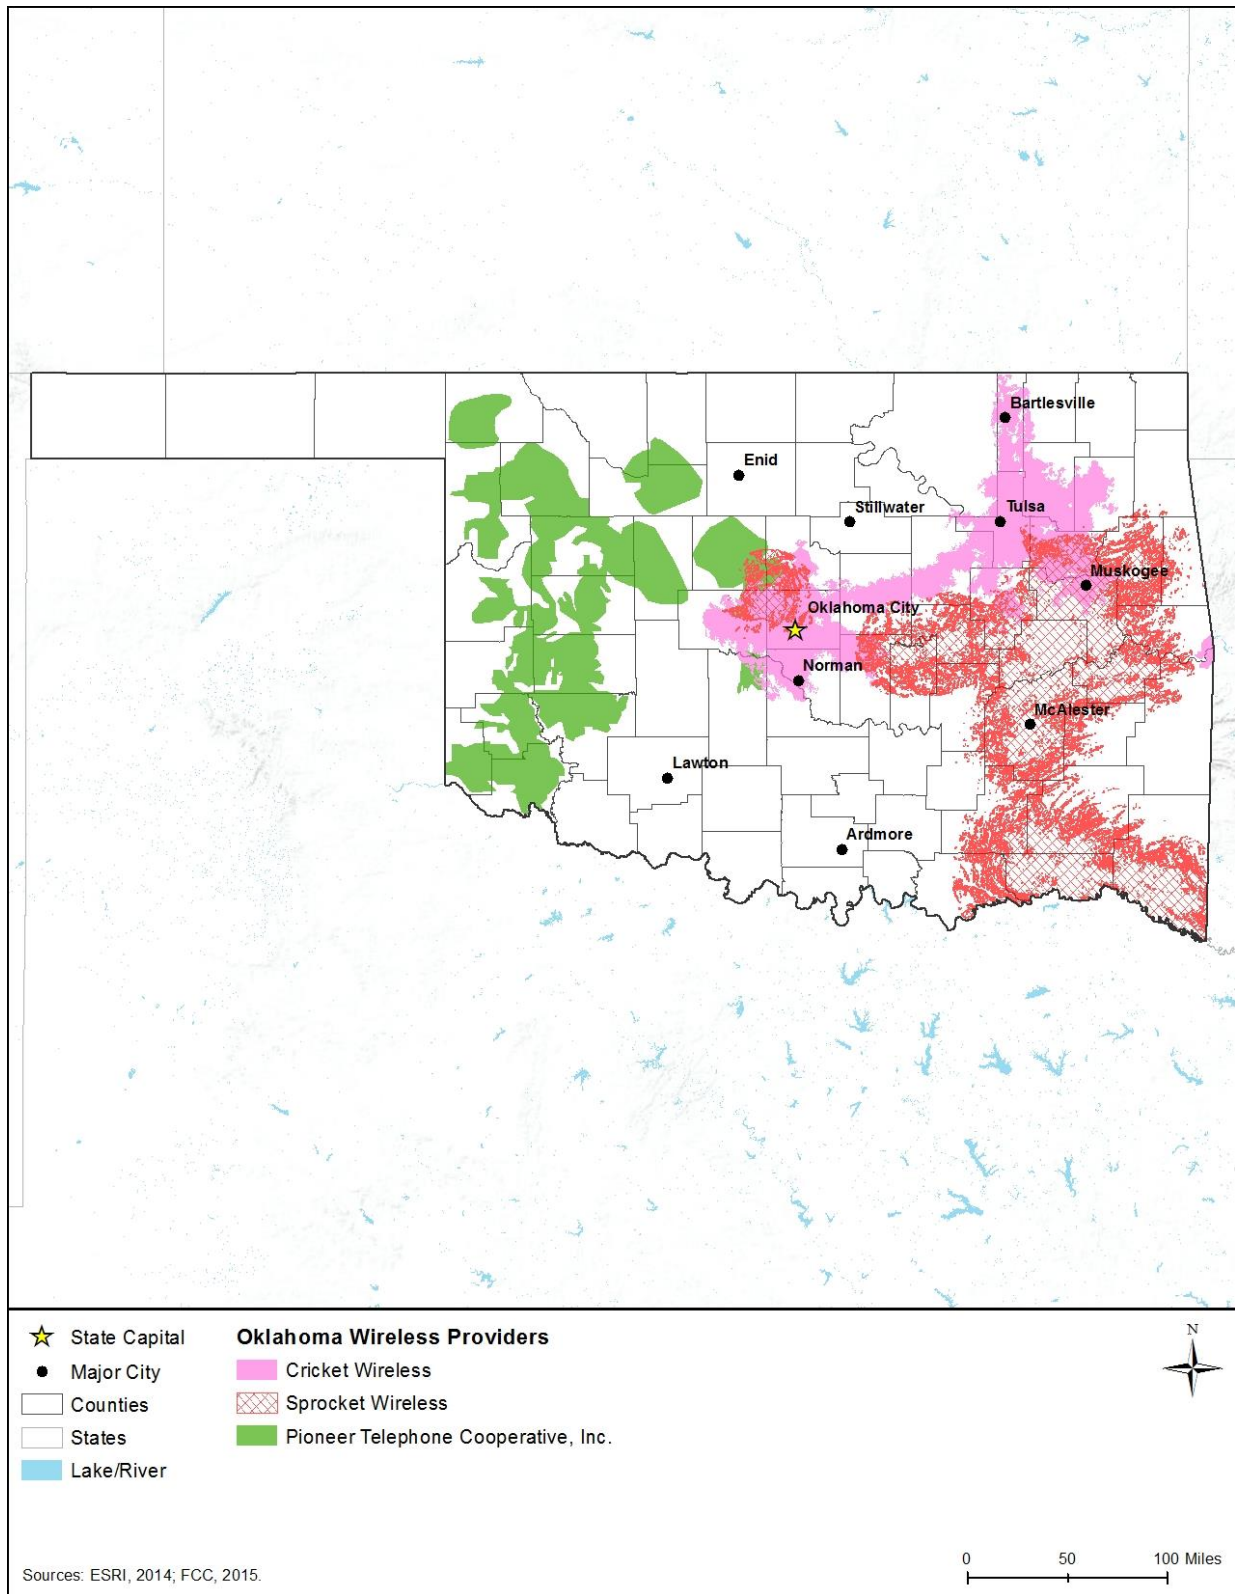 Bartlesville
Enid
Stillwater
Tulsa
Muskogee
Oklahoma City
Norman
McAlester
Lawton
Ardmore
State Capital
Major City
Counties
States
Lake/River
Oklahoma Wireless Providers
Cricket Wireless
Sprocket Wireless
Pioneer Telephone Cooperative, Inc.
N
0 50 100 Miles
Sources: ESRI, 2014; FCC, 2015.